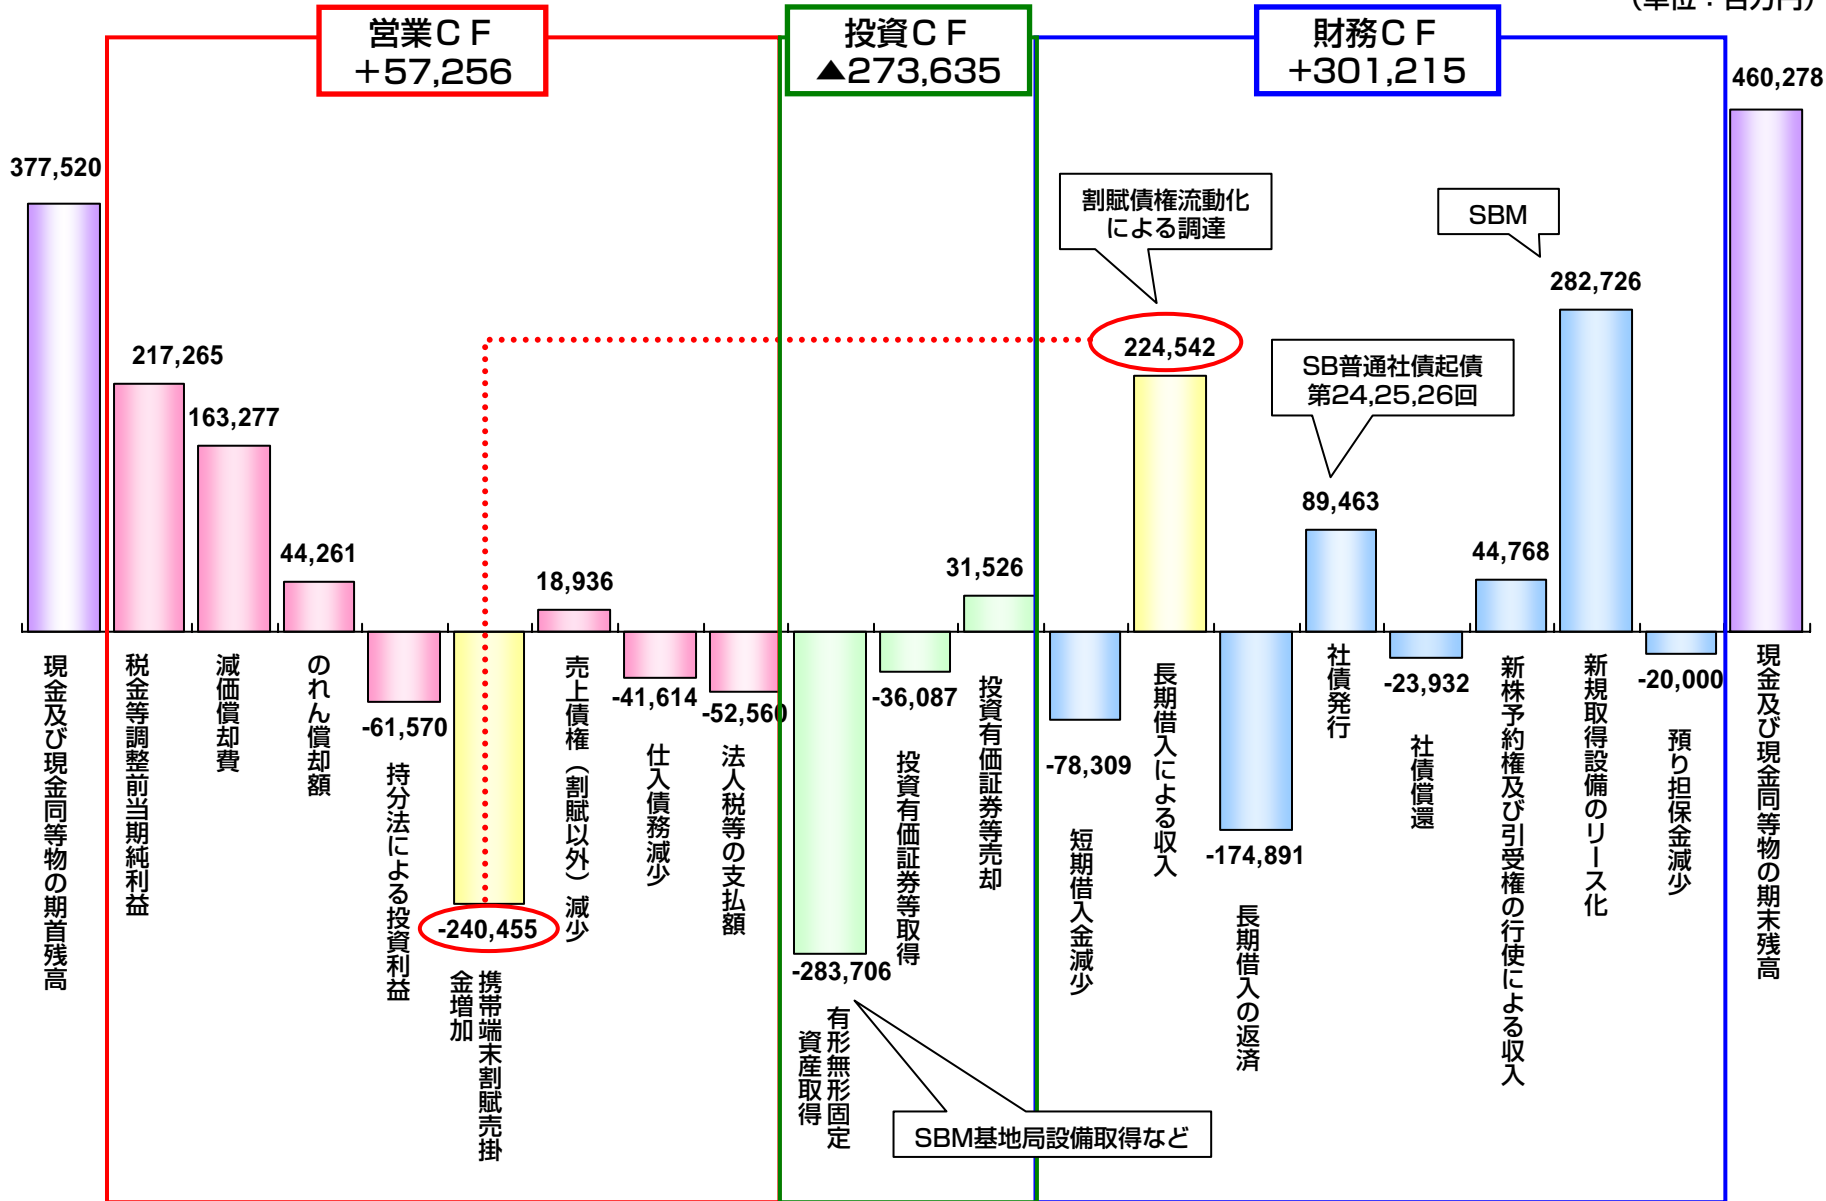 （単位：百万円）
営業ＣＦ
+57,256
投資ＣＦ
▲273,635
財務ＣＦ
+301,215
377,520
217,265
163,277
44,261
-61,570
-240,455
18,936
-41,614
-52,560
-283,706
-36,087
31,526
-78,309
224,542
-174,891
89,463
-23,932
44,768
282,726
-20,000
460,278
割賦債権流動化
による調達
SB普通社債起債
第24,25,26回
SBM
SBM基地局設備取得など
現金及び現金同等物の期首残高
税金等調整前当期純利益
減価償却費
のれん償却額
持分法による投資利益
携帯端末割賦売掛
金増加
売上債権（割賦以外）減少
仕入債務減少
法人税等の支払額
有形無形固定
資産取得
投資有価証券等取得
投資有価証券等売却
短期借入金減少
長期借入による収入
長期借入の返済
社債発行
社債償還
新株予約権及び引受権の行使による収入
新規取得設備のリース化
預り担保金減少
現金及び現金同等物の期末残高